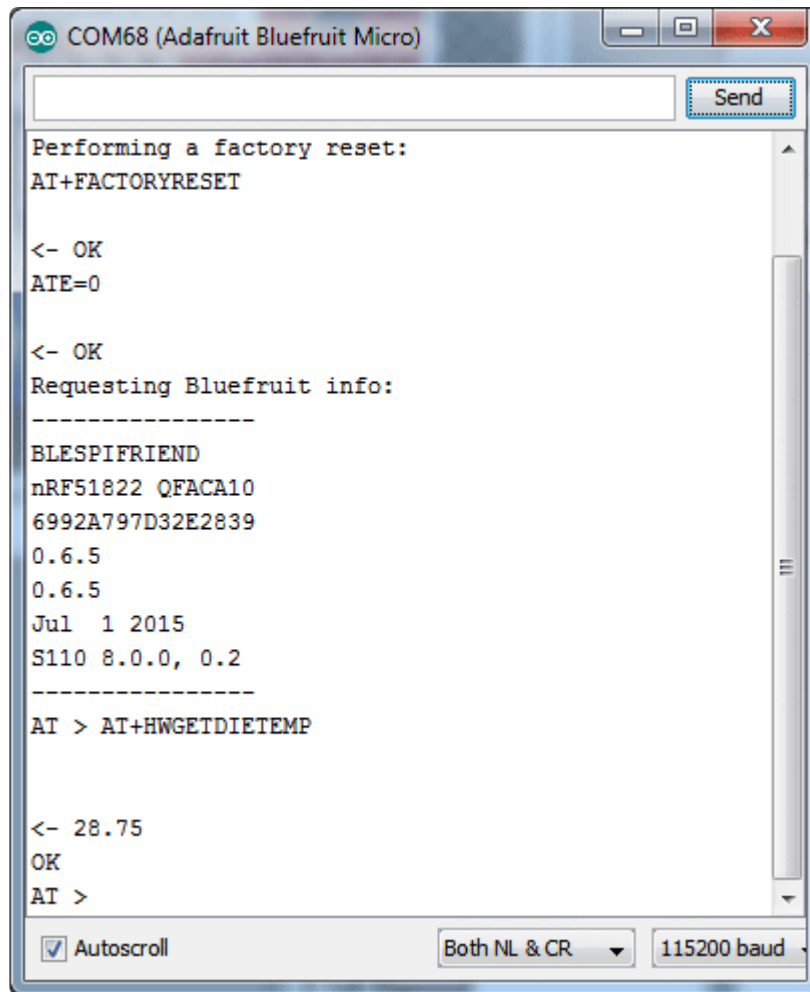 COM68 (Adafruit Bluefruit Micro)
Send
Performing a factory reset:
AT+FACTORYRESET
<- OK
ATE=0
<- OK
Requesting Bluefruit info:
----------------
BLESPIFRIEND
nRF51822 QFACA10
6992A797D32E2839
0.6.5
0.6.5
Jul  1 2015
S110 8.0.0, 0.2
----------------
AT > AT+HWGETDIETEMP
<- 28.75
OK
AT >
Autoscroll
Both NL & CR
115200 baud